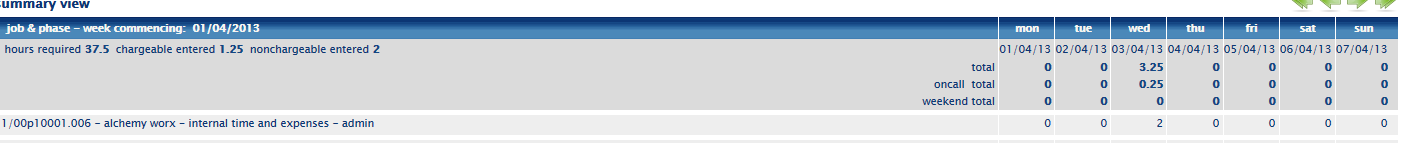 summary view
job & phase – week commencing: 01/04/2013 mon tue wed thu fri sat sun
hours required 37.5 chargeable entered 1.25 nonchargeable entered 2 01/04/13 02/04/13 03/04/13 04/04/13 05/04/13 06/04/13 07/04/13
total 0 0 3.25 0 0 0 0
oncall total 0 0 0.25 0 0 0 0
weekend total 0 0 0 0 0 0 0
1/00p10001.006 – alchemy worx – internal time and expenses – admin 0 0 2 0 0 0 0